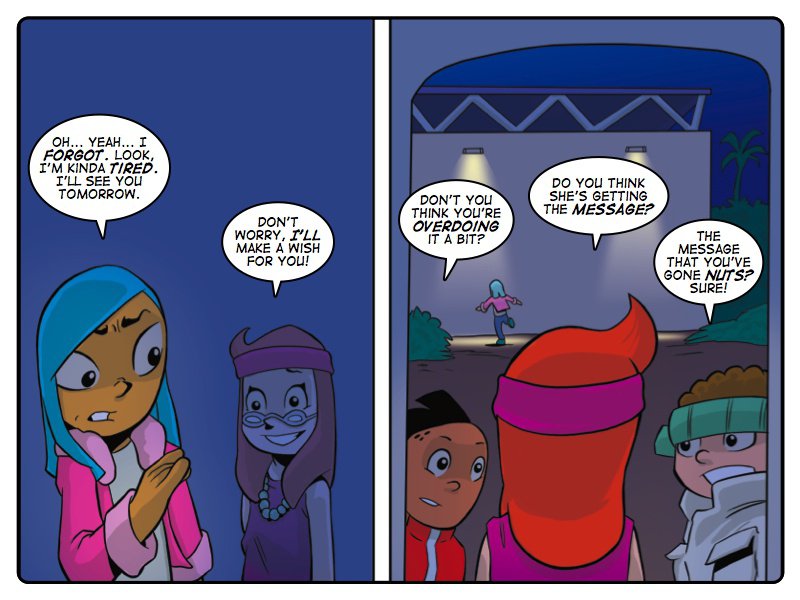 OH... YEAH... I
FORGOT. LOOK,
I'M KINDA TIRED.
I'LL SEE YOU
TOMORROW.
DON'T
WORRY, I'LL
MAKE A WISH
FOR YOU!
DON'T YOU
THINK YOU'RE
OVERDOING
IT A BIT?
DO YOU THINK
SHE'S GETTING
THE MESSAGE?
THE
MESSAGE
THAT YOU'VE
GONE NUTS?
SURE!